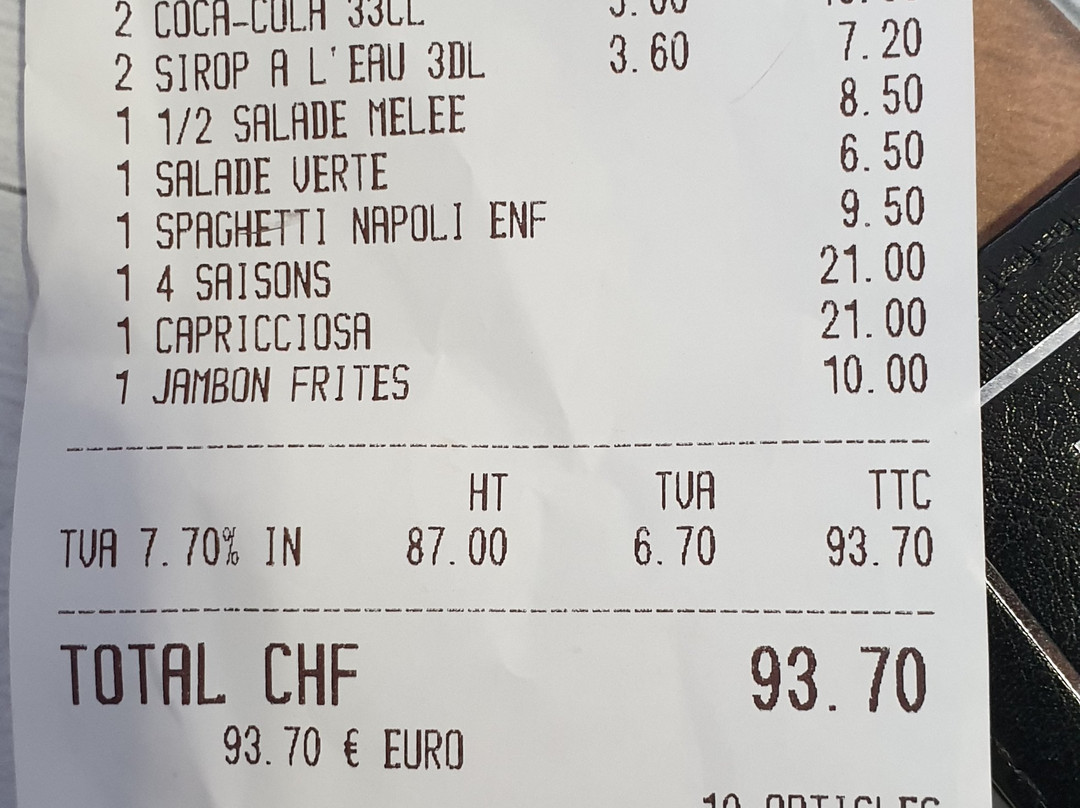 2 COCA-COLA 33CL
2 SIROP A L'EAU 3DL 3.60 7.20
1 1/2 SALADE MELEE 8.50
1 SALADE VERTE 6.50
1 SPAGHETTI NAPOLI ENF 9.50
1 4 SAISONS 21.00
1 CAPRICCIOSA 21.00
1 JAMBON FRITES 10.00
HT TVA TTC
TVA 7.70% IN 87.00 6.70 93.70
TOTAL CHF 93.70
93.70 € EURO
10 ARTICLES